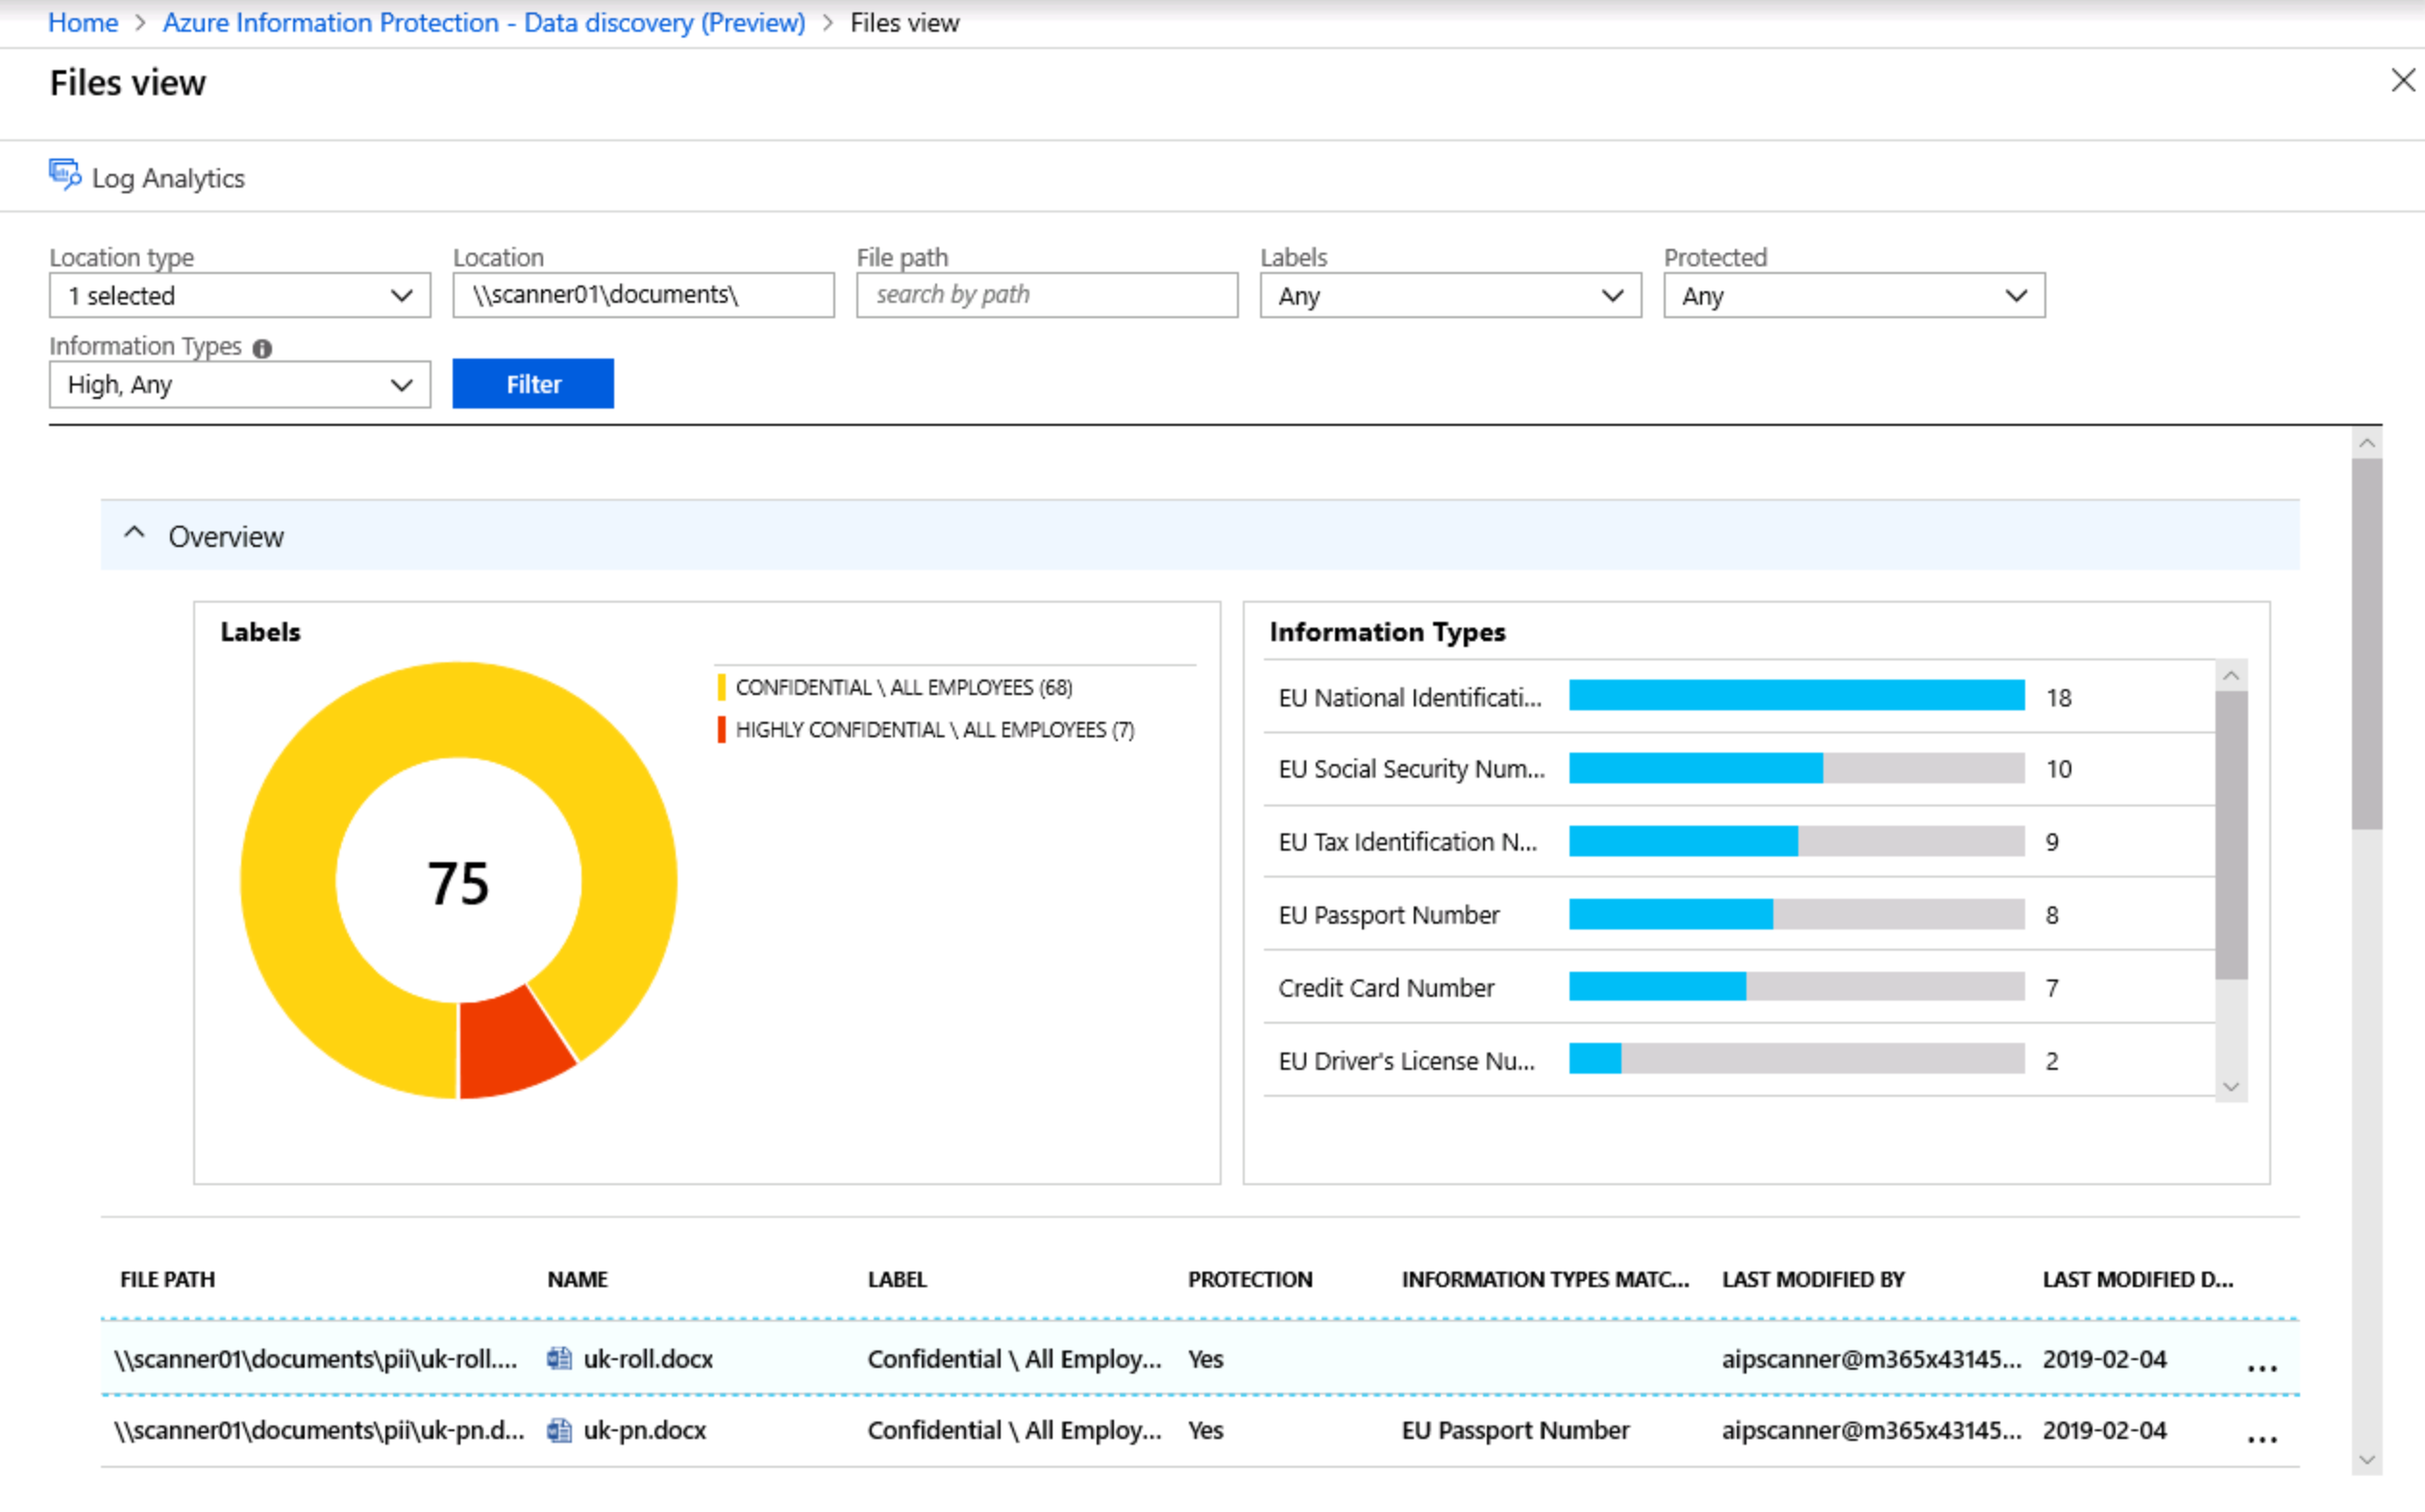 Home > Azure Information Protection - Data discovery (Preview) > Files view
Files view
Log Analytics
Location type
1 selected
Location
\\scanner01\documents\
File path
search by path
Labels
Any
Protected
Any
Information Types
High, Any
Filter
Overview
Labels
75
CONFIDENTIAL \ ALL EMPLOYEES (68)
HIGHLY CONFIDENTIAL \ ALL EMPLOYEES (7)
Information Types
EU National Identificati... 18
EU Social Security Num... 10
EU Tax Identification N... 9
EU Passport Number 8
Credit Card Number 7
EU Driver's License Nu... 2
FILE PATH NAME LABEL PROTECTION INFORMATION TYPES MATC... LAST MODIFIED BY LAST MODIFIED D...
\\scanner01\documents\pii\uk-roll.... uk-roll.docx Confidential \ All Employ... Yes aipscanner@m365x43145... 2019-02-04 ...
\\scanner01\documents\pii\uk-pn.d... uk-pn.docx Confidential \ All Employ... Yes EU Passport Number aipscanner@m365x43145... 2019-02-04 ...